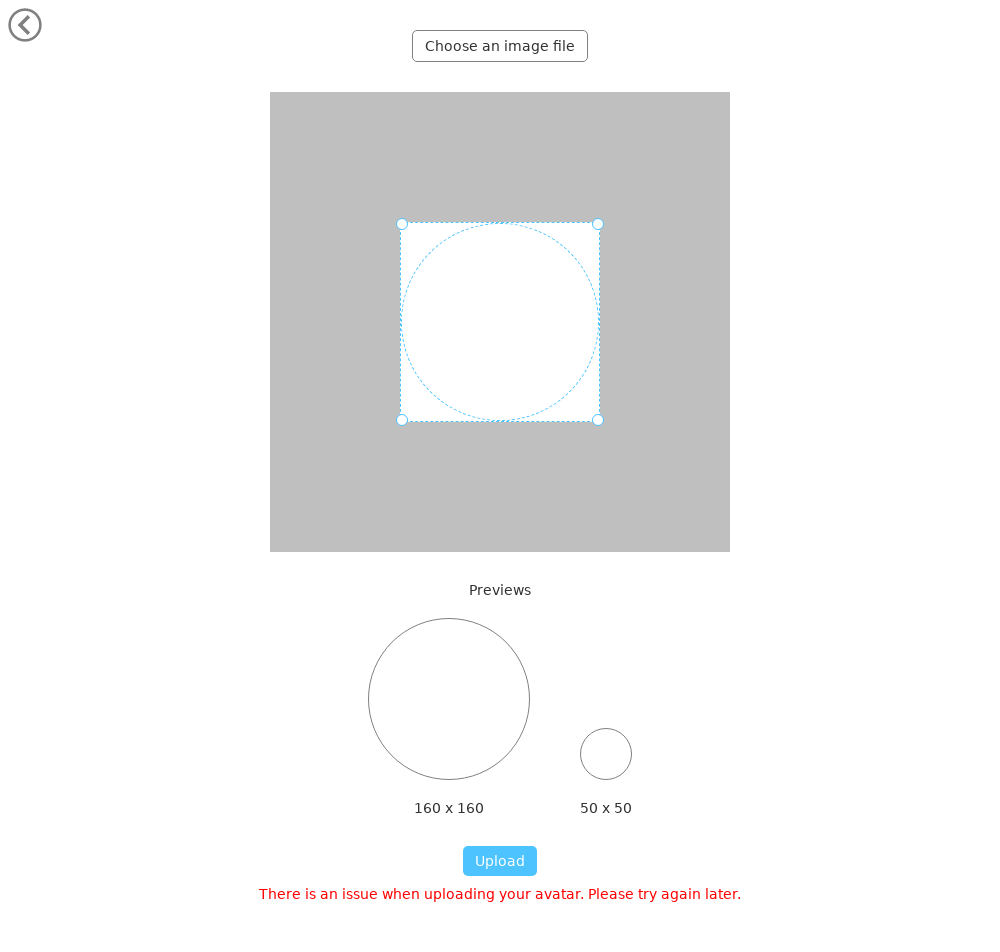 Choose an image file
Previews
160 x 160
50 x 50
Upload
There is an issue when uploading your avatar. Please try again later.